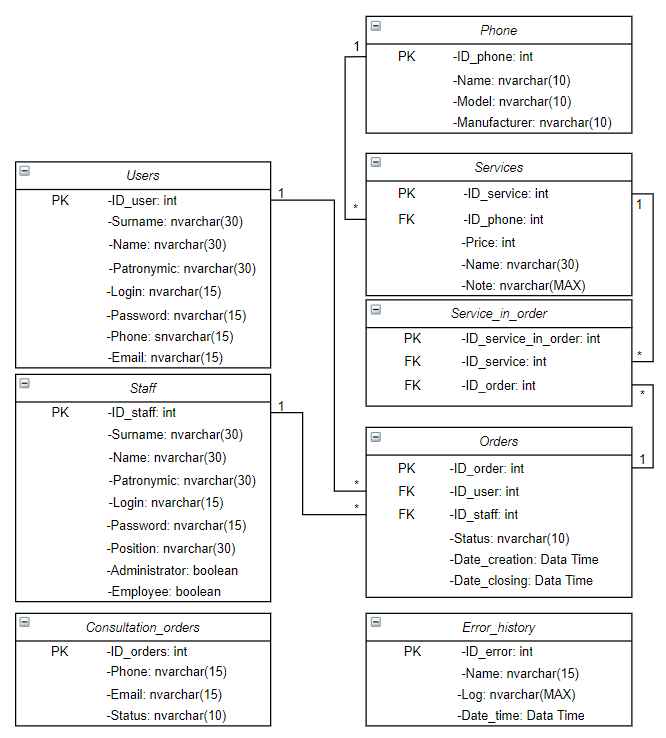 Phone
PK -ID_phone: int
-Name: nvarchar(10)
-Model: nvarchar(10)
-Manufacturer: nvarchar(10)
1
*
Services
PK -ID_service: int
FK -ID_phone: int
-Price: int
-Name: nvarchar(30)
-Note: nvarchar(MAX)
1
*
Users
PK -ID_user: int
-Surname: nvarchar(30)
-Name: nvarchar(30)
-Patronymic: nvarchar(30)
-Login: nvarchar(15)
-Password: nvarchar(15)
-Phone: snvarchar(15)
-Email: nvarchar(15)
1
*
Service_in_order
PK -ID_service_in_order: int
FK -ID_service: int
FK -ID_order: int
*
1
Staff
PK -ID_staff: int
-Surname: nvarchar(30)
-Name: nvarchar(30)
-Patronymic: nvarchar(30)
-Login: nvarchar(15)
-Password: nvarchar(15)
-Position: nvarchar(30)
-Administrator: boolean
-Employee: boolean
1
*
Orders
PK -ID_order: int
FK -ID_user: int
FK -ID_staff: int
-Status: nvarchar(10)
-Date_creation: Data Time
-Date_closing: Data Time
Consultation_orders
PK -ID_orders: int
-Phone: nvarchar(15)
-Email: nvarchar(15)
-Status: nvarchar(10)
Error_history
PK -ID_error: int
-Name: nvarchar(15)
-Log: nvarchar(MAX)
-Date_time: Data Time